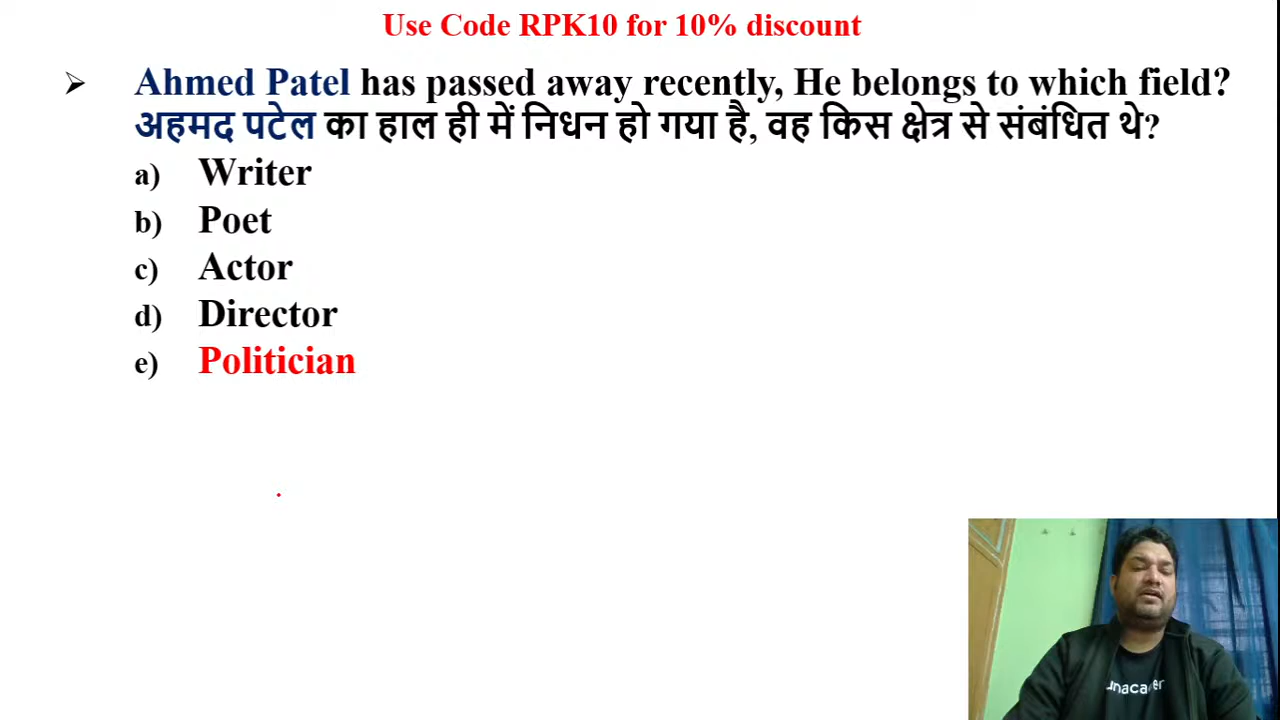 Use Code RPK10 for 10% discount
➢ Ahmed Patel has passed away recently, He belongs to which field?
अहमद पटेल का हाल ही में निधन हो गया है, वह किस क्षेत्र से संबंधित थे?
a) Writer
b) Poet
c) Actor
d) Director
e) Politician